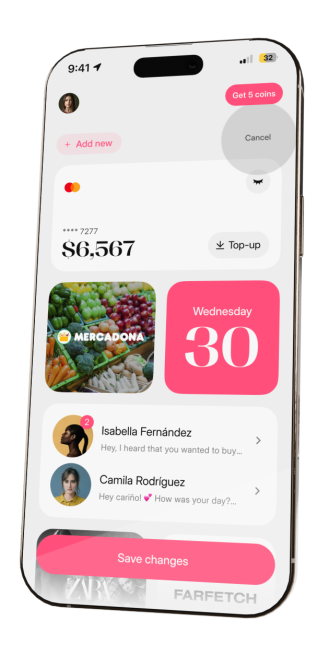 9:41
32
Get 5 coins
+ Add new
Cancel
**** 7277
$6,567
Top-up
MERCADONA
Wednesday
30
2
Isabella Fernández
Hey, I heard that you wanted to buy...
Camila Rodríguez
Hey cariño! 💕 How was your day?...
Save changes
FARFETCH